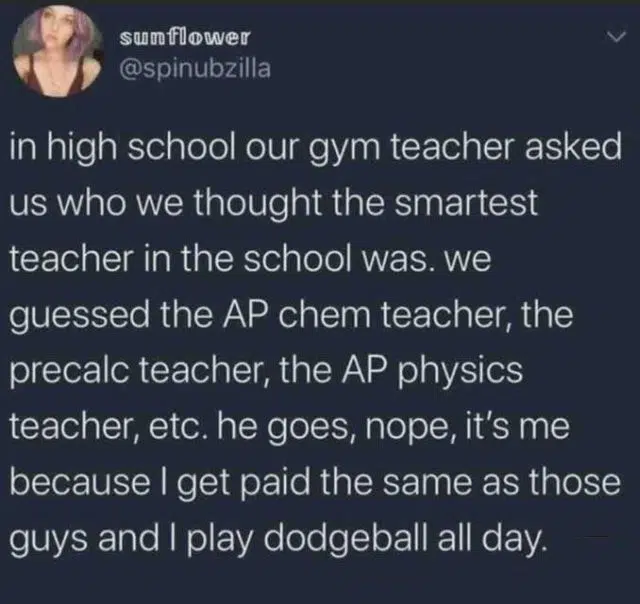 sunflower
@spinubzilla
in high school our gym teacher asked
us who we thought the smartest
teacher in the school was. we
guessed the AP chem teacher, the
precalc teacher, the AP physics
teacher, etc. he goes, nope, it's me
because I get paid the same as those
guys and I play dodgeball all day.